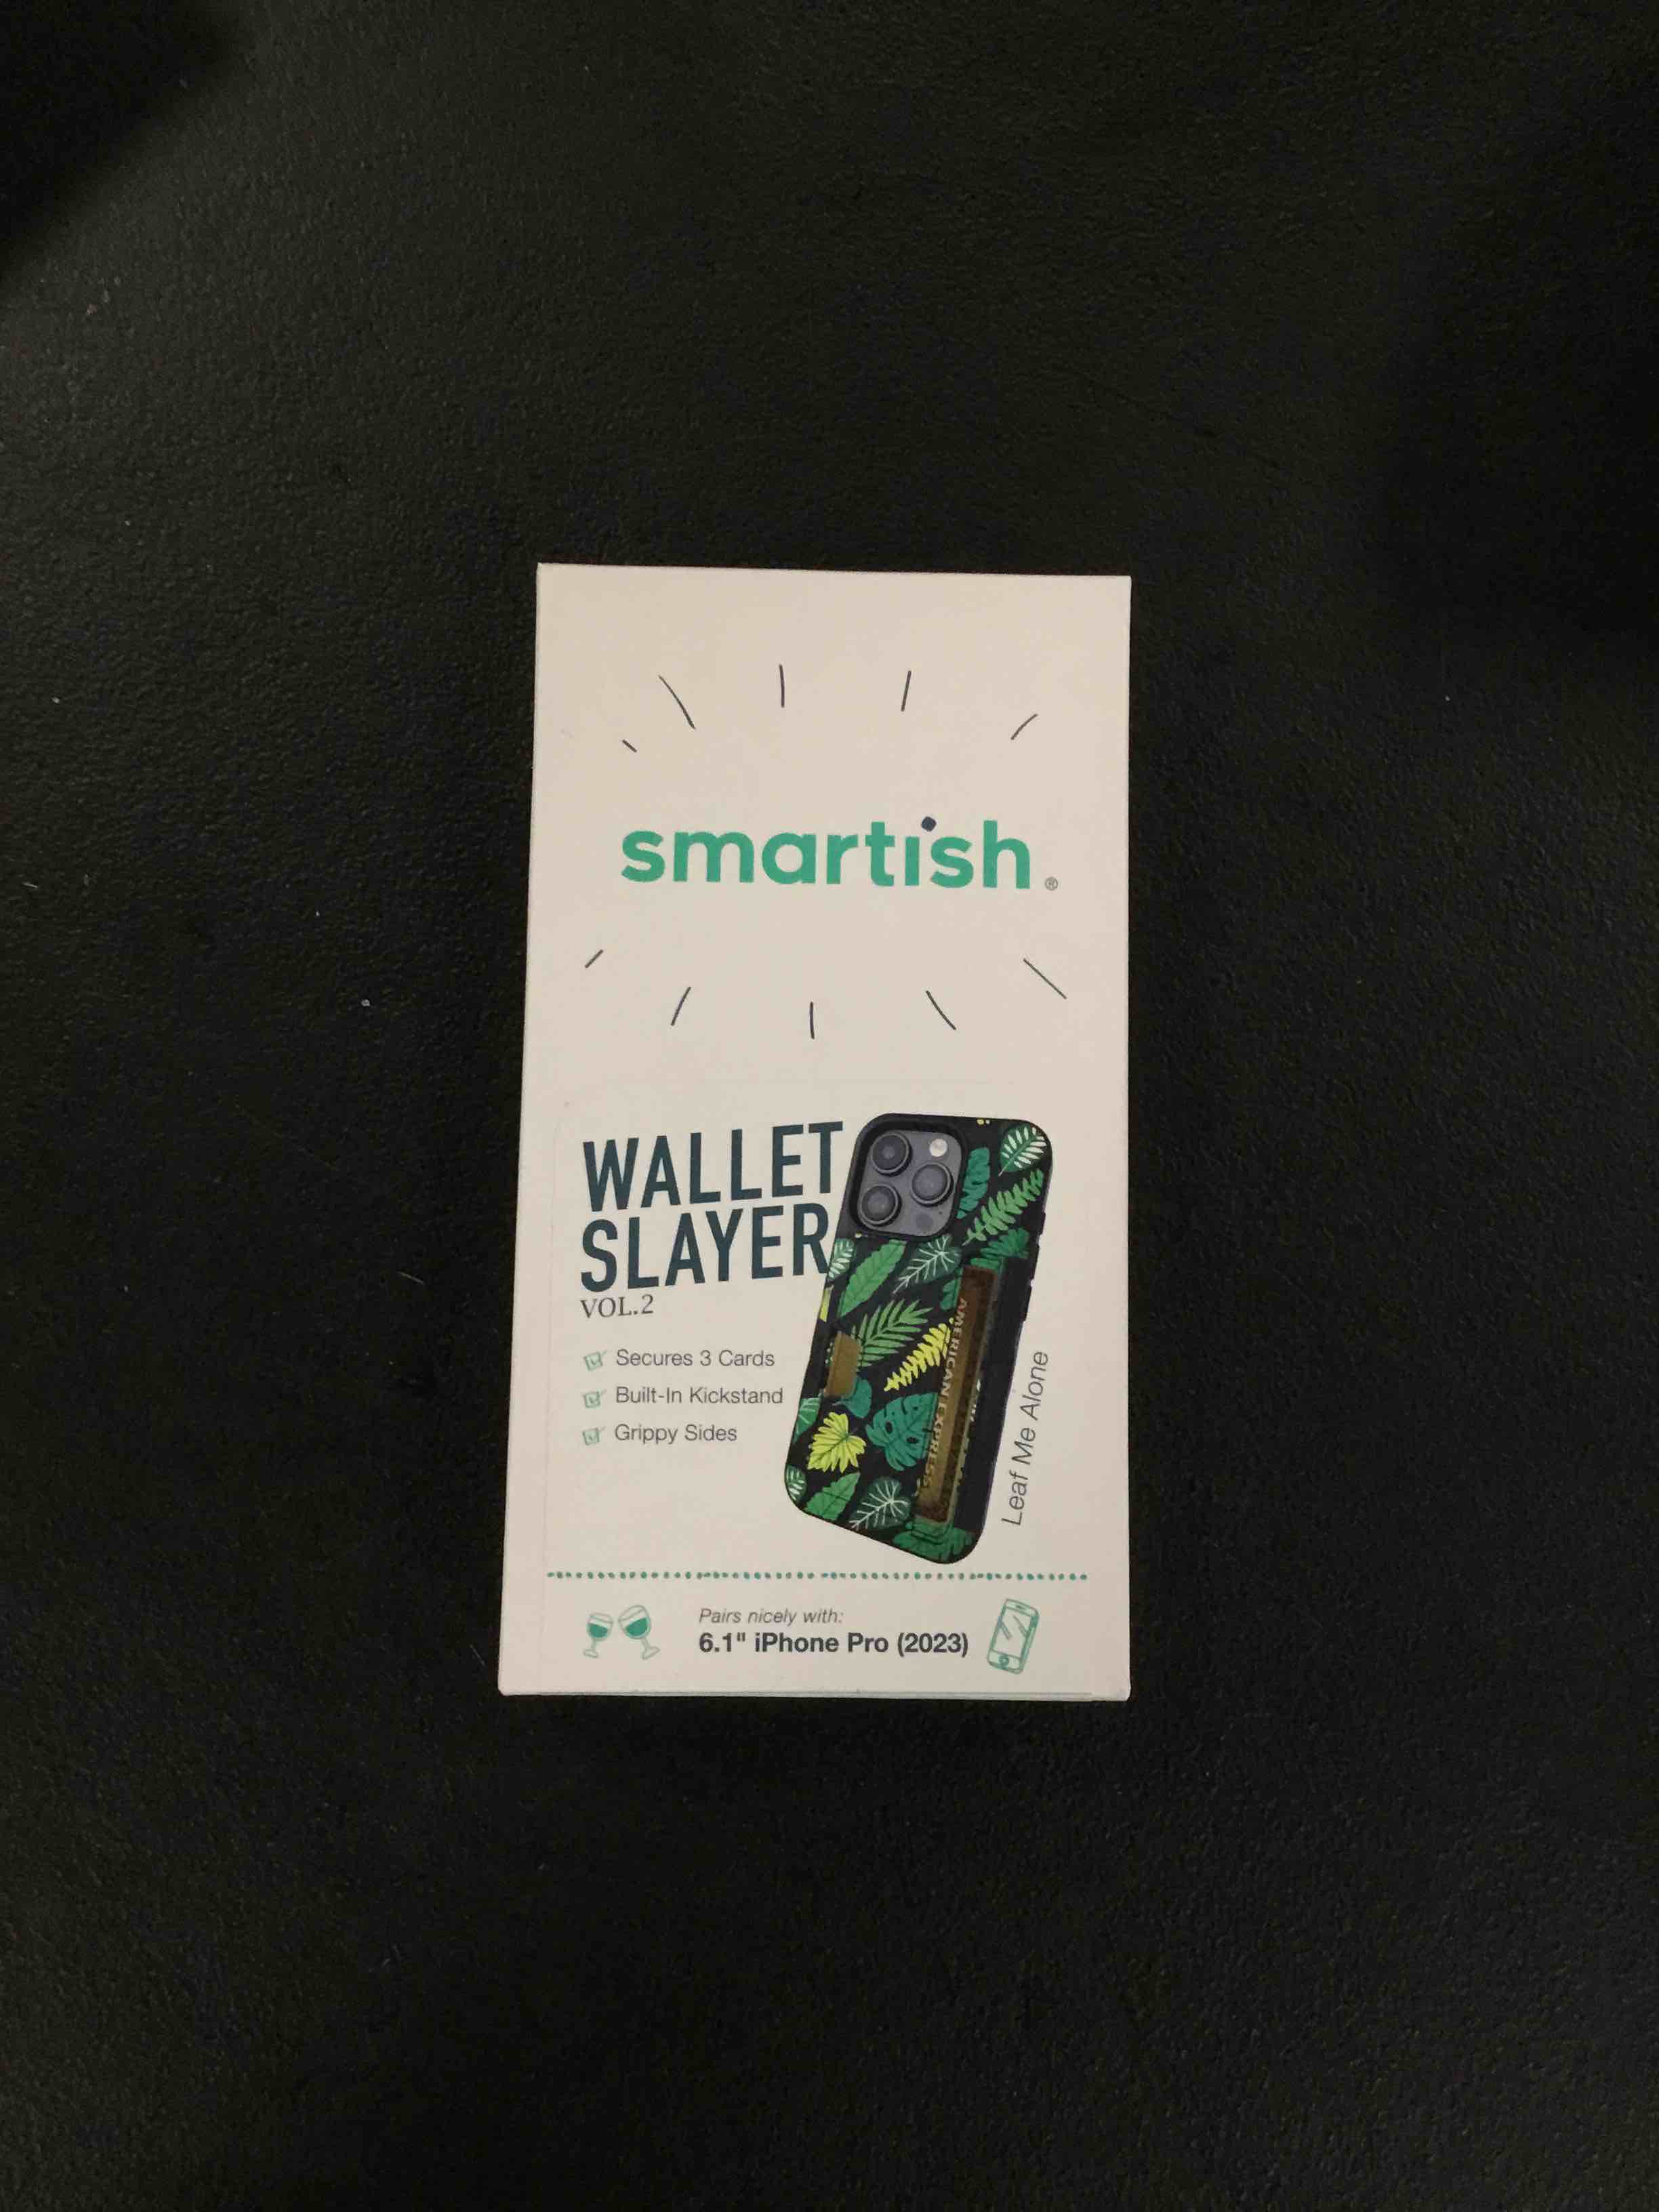 smartish®
WALLET
SLAYER
VOL.2
Secures 3 Cards
Built-In Kickstand
Grippy Sides
AMERICAN EXPRESS
Leaf Me Alone
Pairs nicely with:
6.1" iPhone Pro (2023)